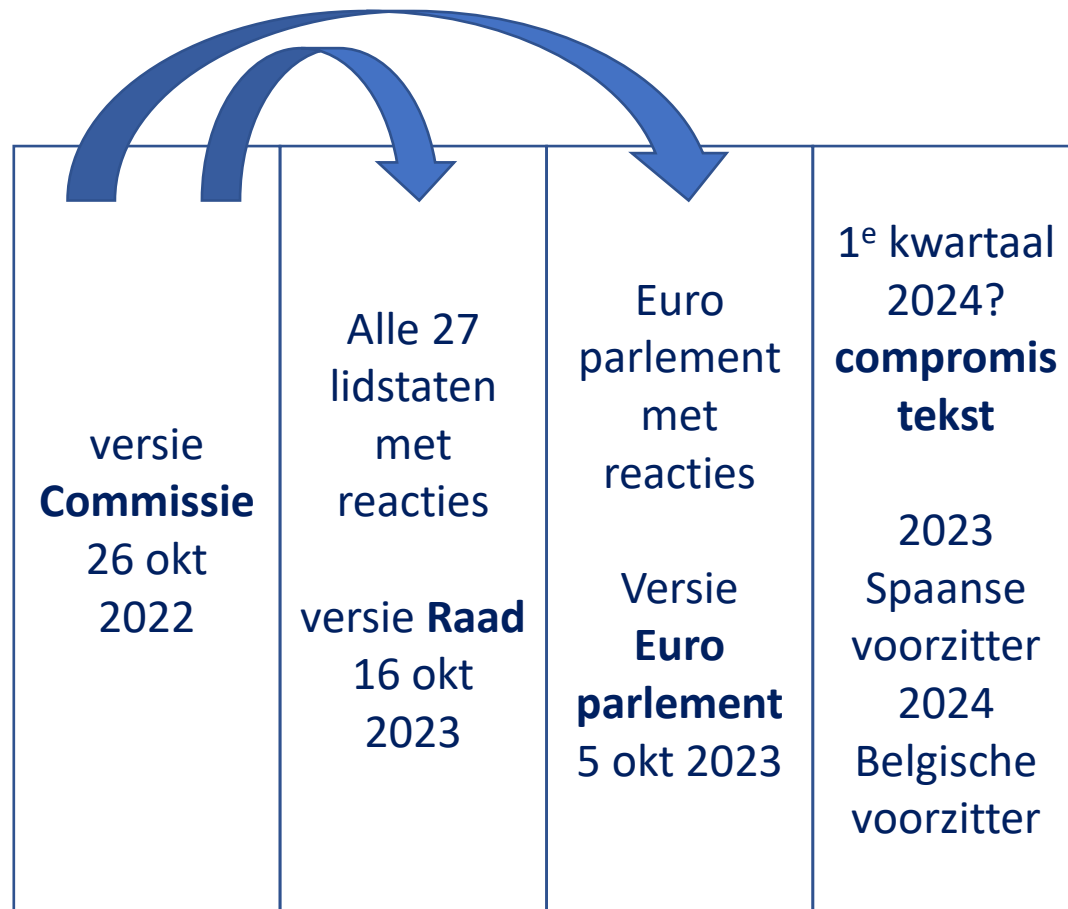 versie
Commissie
26 okt
2022
Alle 27
lidstaten
met
reacties
versie Raad
16 okt
2023
Euro
parlement
met
reacties
Versie
Euro
parlement
5 okt 2023
1e kwartaal
2024?
compromis
tekst
2023
Spaanse
voorzitter
2024
Belgische
voorzitter